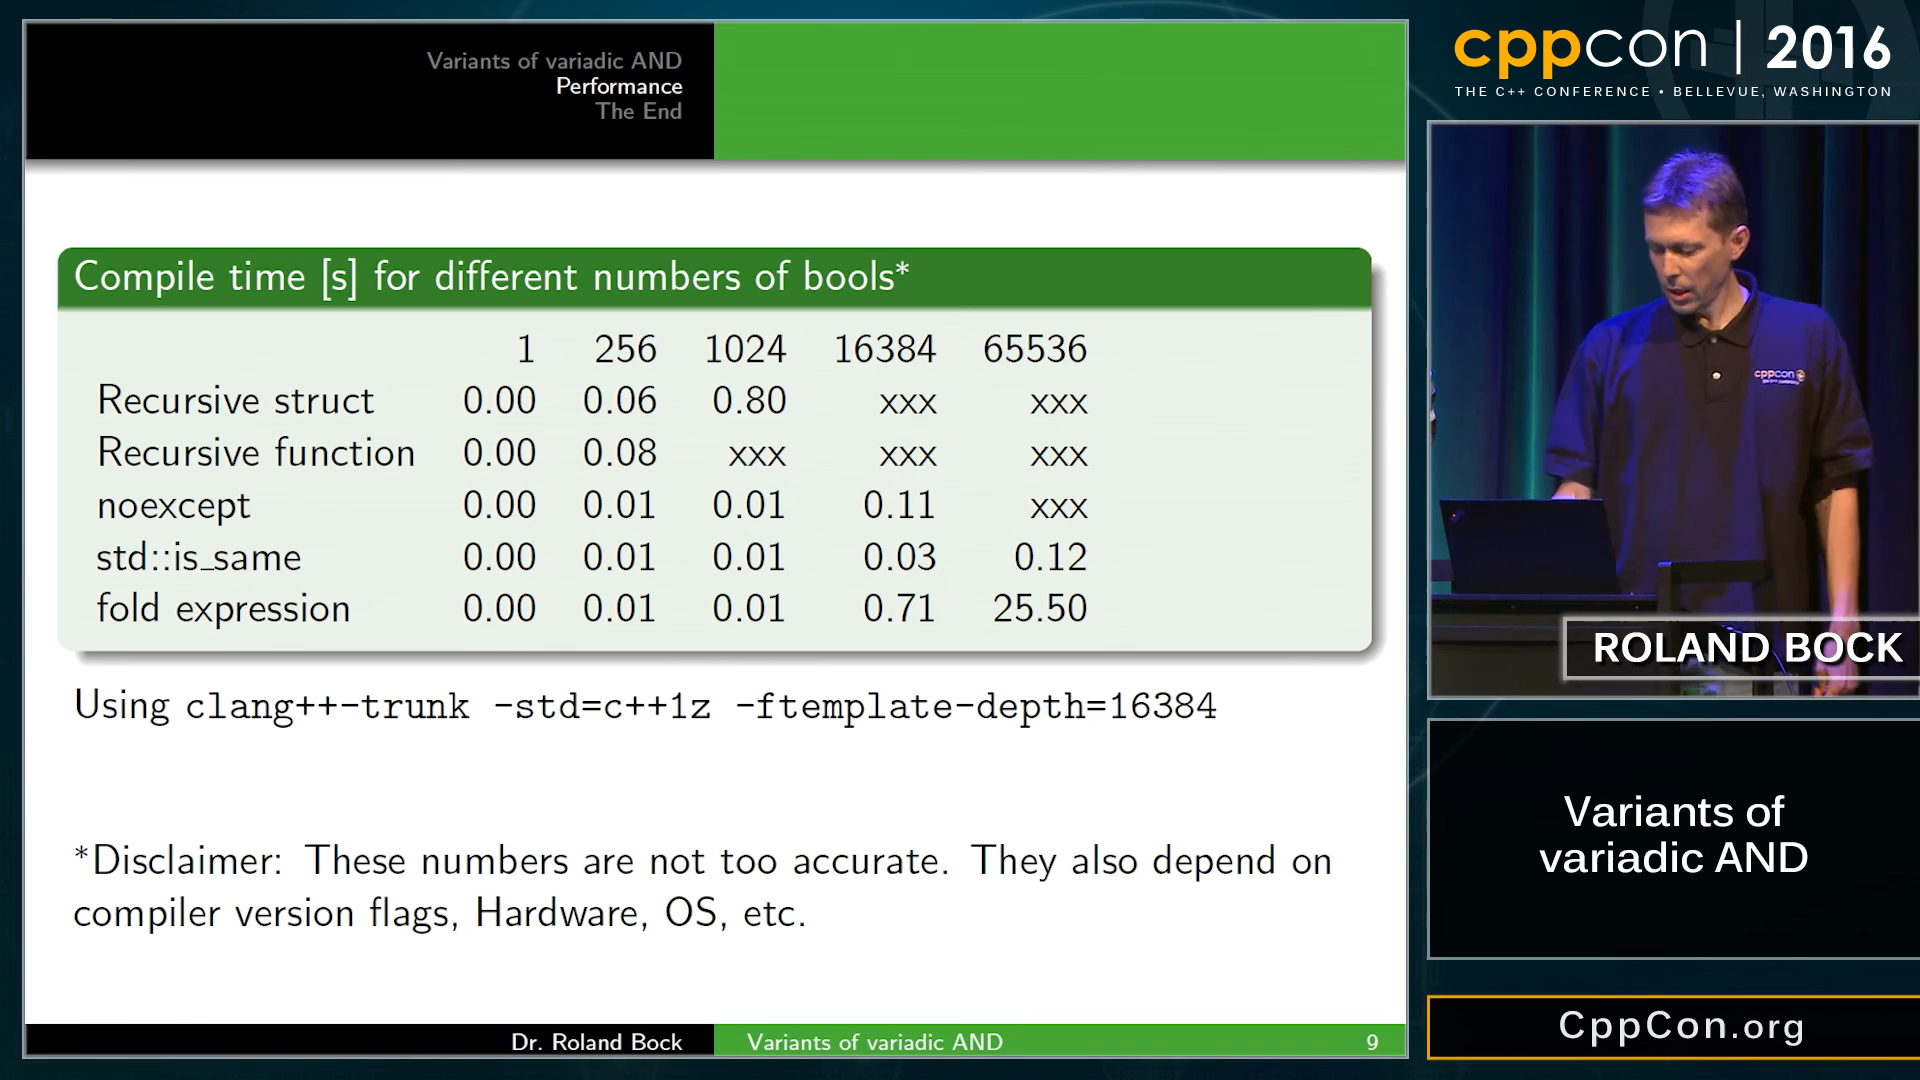 Variants of variadic AND
Performance
The End
Compile time [s] for different numbers of bools*
1 256 1024 16384 65536
Recursive struct 0.00 0.06 0.80 xxx xxx
Recursive function 0.00 0.08 xxx xxx xxx
noexcept 0.00 0.01 0.01 0.11 xxx
std::is_same 0.00 0.01 0.01 0.03 0.12
fold expression 0.00 0.01 0.01 0.71 25.50
Using clang++-trunk -std=c++1z -ftemplate-depth=16384
*Disclaimer: These numbers are not too accurate. They also depend on
compiler version flags, Hardware, OS, etc.
Dr. Roland Bock Variants of variadic AND 9
cppcon | 2016
THE C++ CONFERENCE • BELLEVUE, WASHINGTON
cppcon
ROLAND BOCK
Variants of
variadic AND
CppCon.org